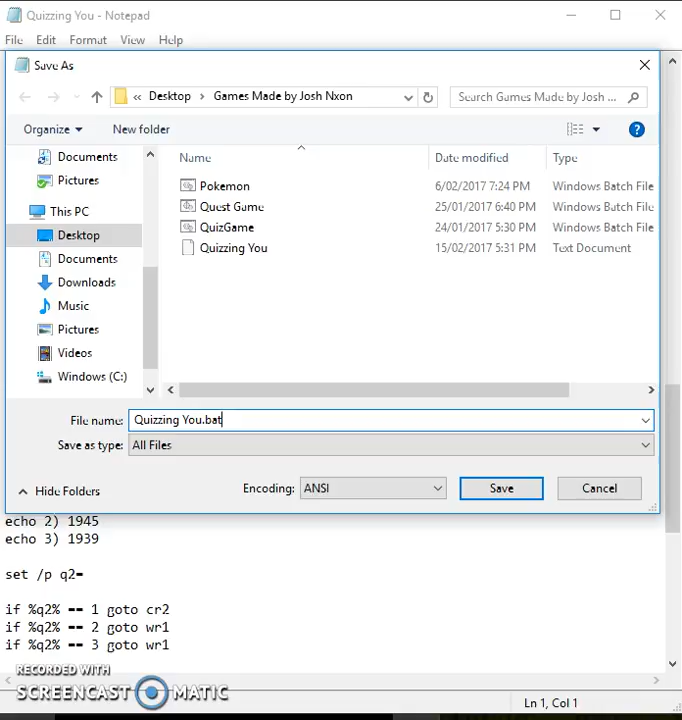 Quizzing You - Notepad
File Edit Format View Help
Save As
« Desktop › Games Made by Josh Nxon
Search Games Made by Josh ...
Organize
New folder
Name Date modified Type
Documents
Pictures
This PC
Desktop
Documents
Downloads
Music
Pictures
Videos
Windows (C:)
Pokemon 6/02/2017 7:24 PM Windows Batch File
Quest Game 25/01/2017 6:40 PM Windows Batch File
QuizGame 24/01/2017 5:30 PM Windows Batch File
Quizzing You 15/02/2017 5:31 PM Text Document
File name: Quizzing You.bat
Save as type: All Files
Hide Folders
Encoding: ANSI
Save
Cancel
echo 2) 1945
echo 3) 1939
set /p q2=
if %q2% == 1 goto cr2
if %q2% == 2 goto wr1
if %q2% == 3 goto wr1
RECORDED WITH
SCREENCAST MATIC
Ln 1, Col 1